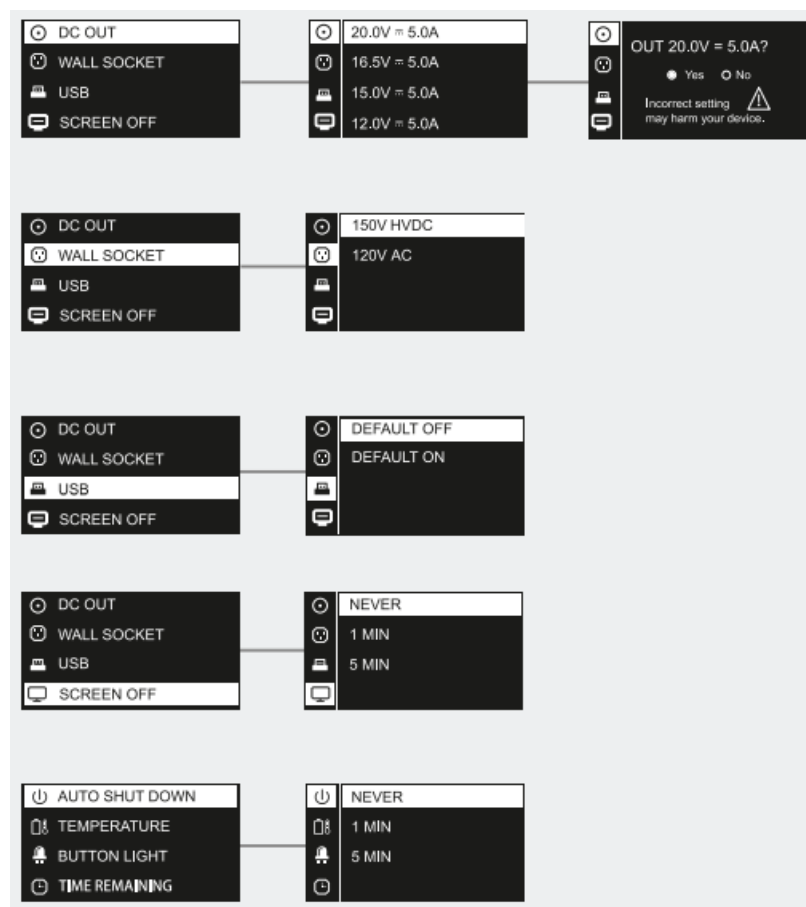 DC OUT
WALL SOCKET
USB
SCREEN OFF
20.0V ⎓ 5.0A
16.5V ⎓ 5.0A
15.0V ⎓ 5.0A
12.0V ⎓ 5.0A
OUT 20.0V = 5.0A?
Yes No
Incorrect setting
may harm your device.
DC OUT
WALL SOCKET
USB
SCREEN OFF
150V HVDC
120V AC
DC OUT
WALL SOCKET
USB
SCREEN OFF
DEFAULT OFF
DEFAULT ON
DC OUT
WALL SOCKET
USB
SCREEN OFF
NEVER
1 MIN
5 MIN
AUTO SHUT DOWN
TEMPERATURE
BUTTON LIGHT
TIME REMAINING
NEVER
1 MIN
5 MIN